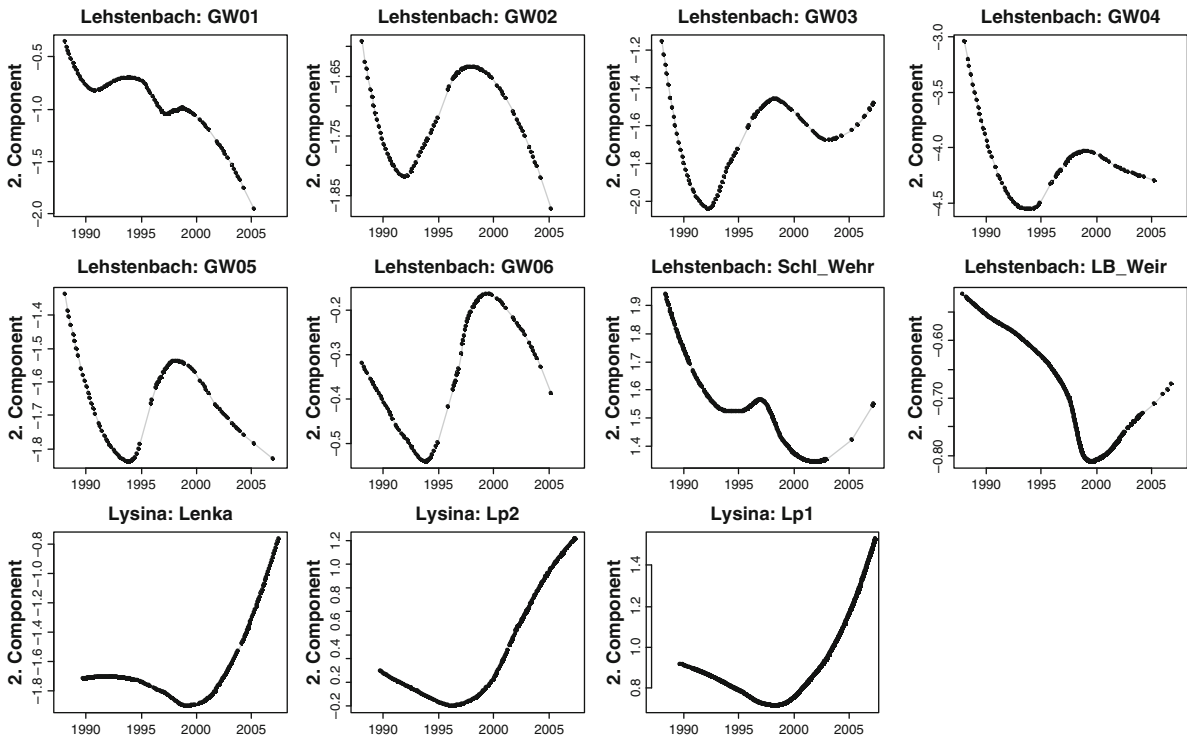 Lehstenbach: GW01
2. Component
−0.5
−1.0
−1.5
−2.0
1990 1995 2000 2005
Lehstenbach: GW02
2. Component
−1.65
−1.75
−1.85
1990 1995 2000 2005
Lehstenbach: GW03
2. Component
−1.2
−1.4
−1.6
−1.8
−2.0
1990 1995 2000 2005
Lehstenbach: GW04
2. Component
−3.0
−3.5
−4.0
−4.5
1990 1995 2000 2005
Lehstenbach: GW05
2. Component
−1.4
−1.5
−1.6
−1.7
−1.8
1990 1995 2000 2005
Lehstenbach: GW06
2. Component
−0.2
−0.3
−0.4
−0.5
1990 1995 2000 2005
Lehstenbach: Schl_Wehr
2. Component
1.9
1.8
1.7
1.6
1.5
1.4
1990 1995 2000 2005
Lehstenbach: LB_Weir
2. Component
−0.60
−0.70
−0.80
1990 1995 2000 2005
Lysina: Lenka
2. Component
−0.8
−1.0
−1.2
−1.4
−1.6
−1.8
1990 1995 2000 2005
Lysina: Lp2
2. Component
1.2
1.0
0.8
0.6
0.4
0.2
−0.2
1990 1995 2000 2005
Lysina: Lp1
2. Component
1.4
1.2
1.0
0.8
1990 1995 2000 2005